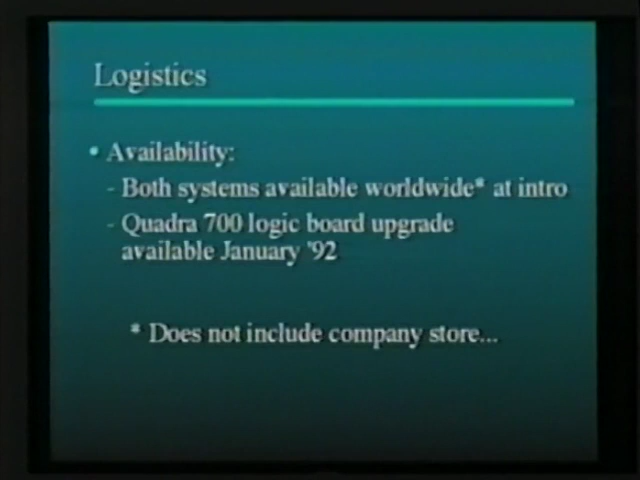 Logistics
• Availability:
- Both systems available worldwide* at intro
- Quadra 700 logic board upgrade
available January '92
* Does not include company store...